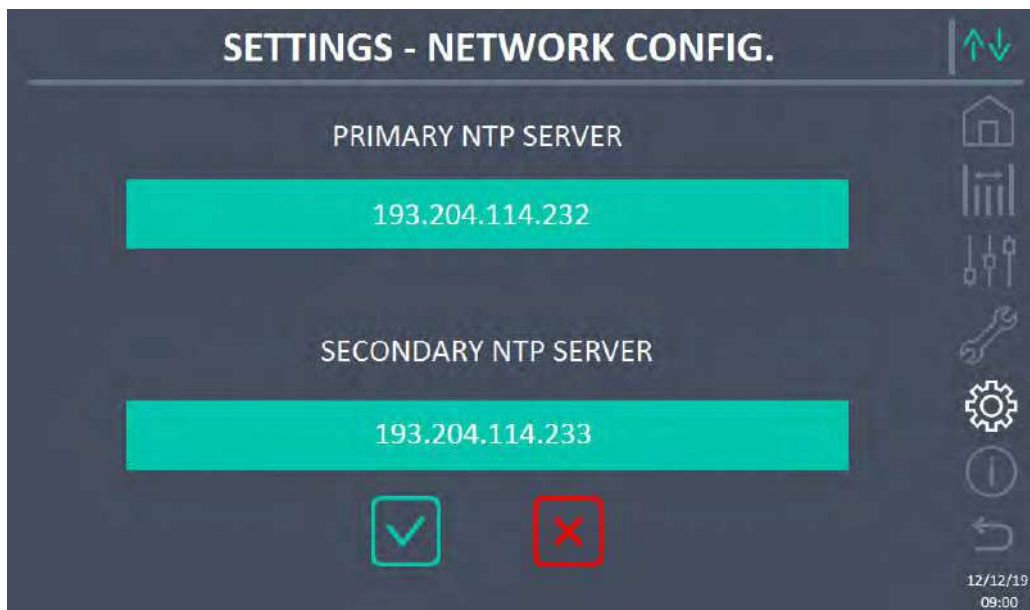 SETTINGS - NETWORK CONFIG.
PRIMARY NTP SERVER
193.204.114.232
SECONDARY NTP SERVER
193.204.114.233
12/12/19
09:00